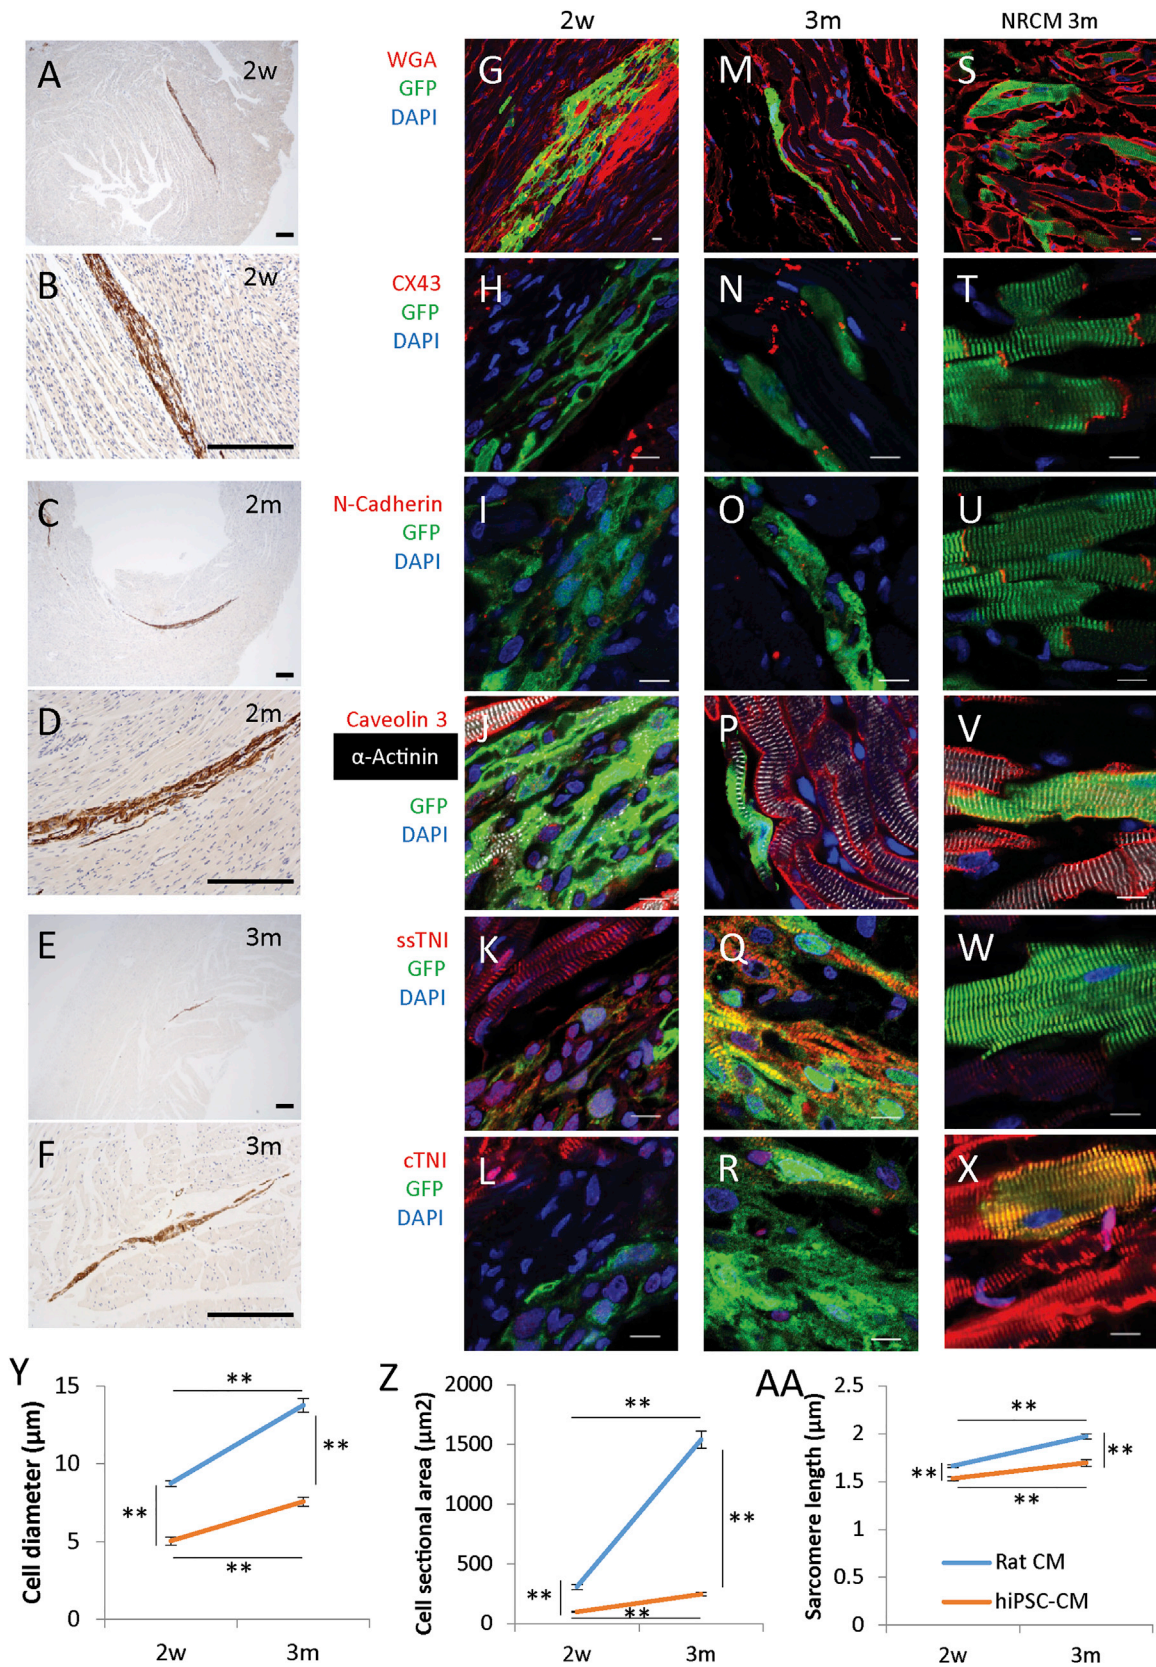 2w
3m
NRCM 3m
A
2w
WGA
GFP
DAPI
G
M
S
B
2w
CX43
GFP
DAPI
H
N
T
C
2m
N-Cadherin
GFP
DAPI
I
O
U
D
2m
Caveolin 3
α-Actinin
GFP
DAPI
J
P
V
E
3m
ssTNI
GFP
DAPI
K
Q
W
F
3m
cTNI
GFP
DAPI
L
R
X
Y
Cell diameter (μm)
15
10
5
0
**
**
**
**
2w
3m
Z
Cell sectional area (μm2)
2000
1500
1000
500
0
**
**
**
**
2w
3m
AA
Sarcomere length (μm)
2.5
2
1.5
1
0.5
0
**
**
**
**
Rat CM
hiPSC-CM
2w
3m